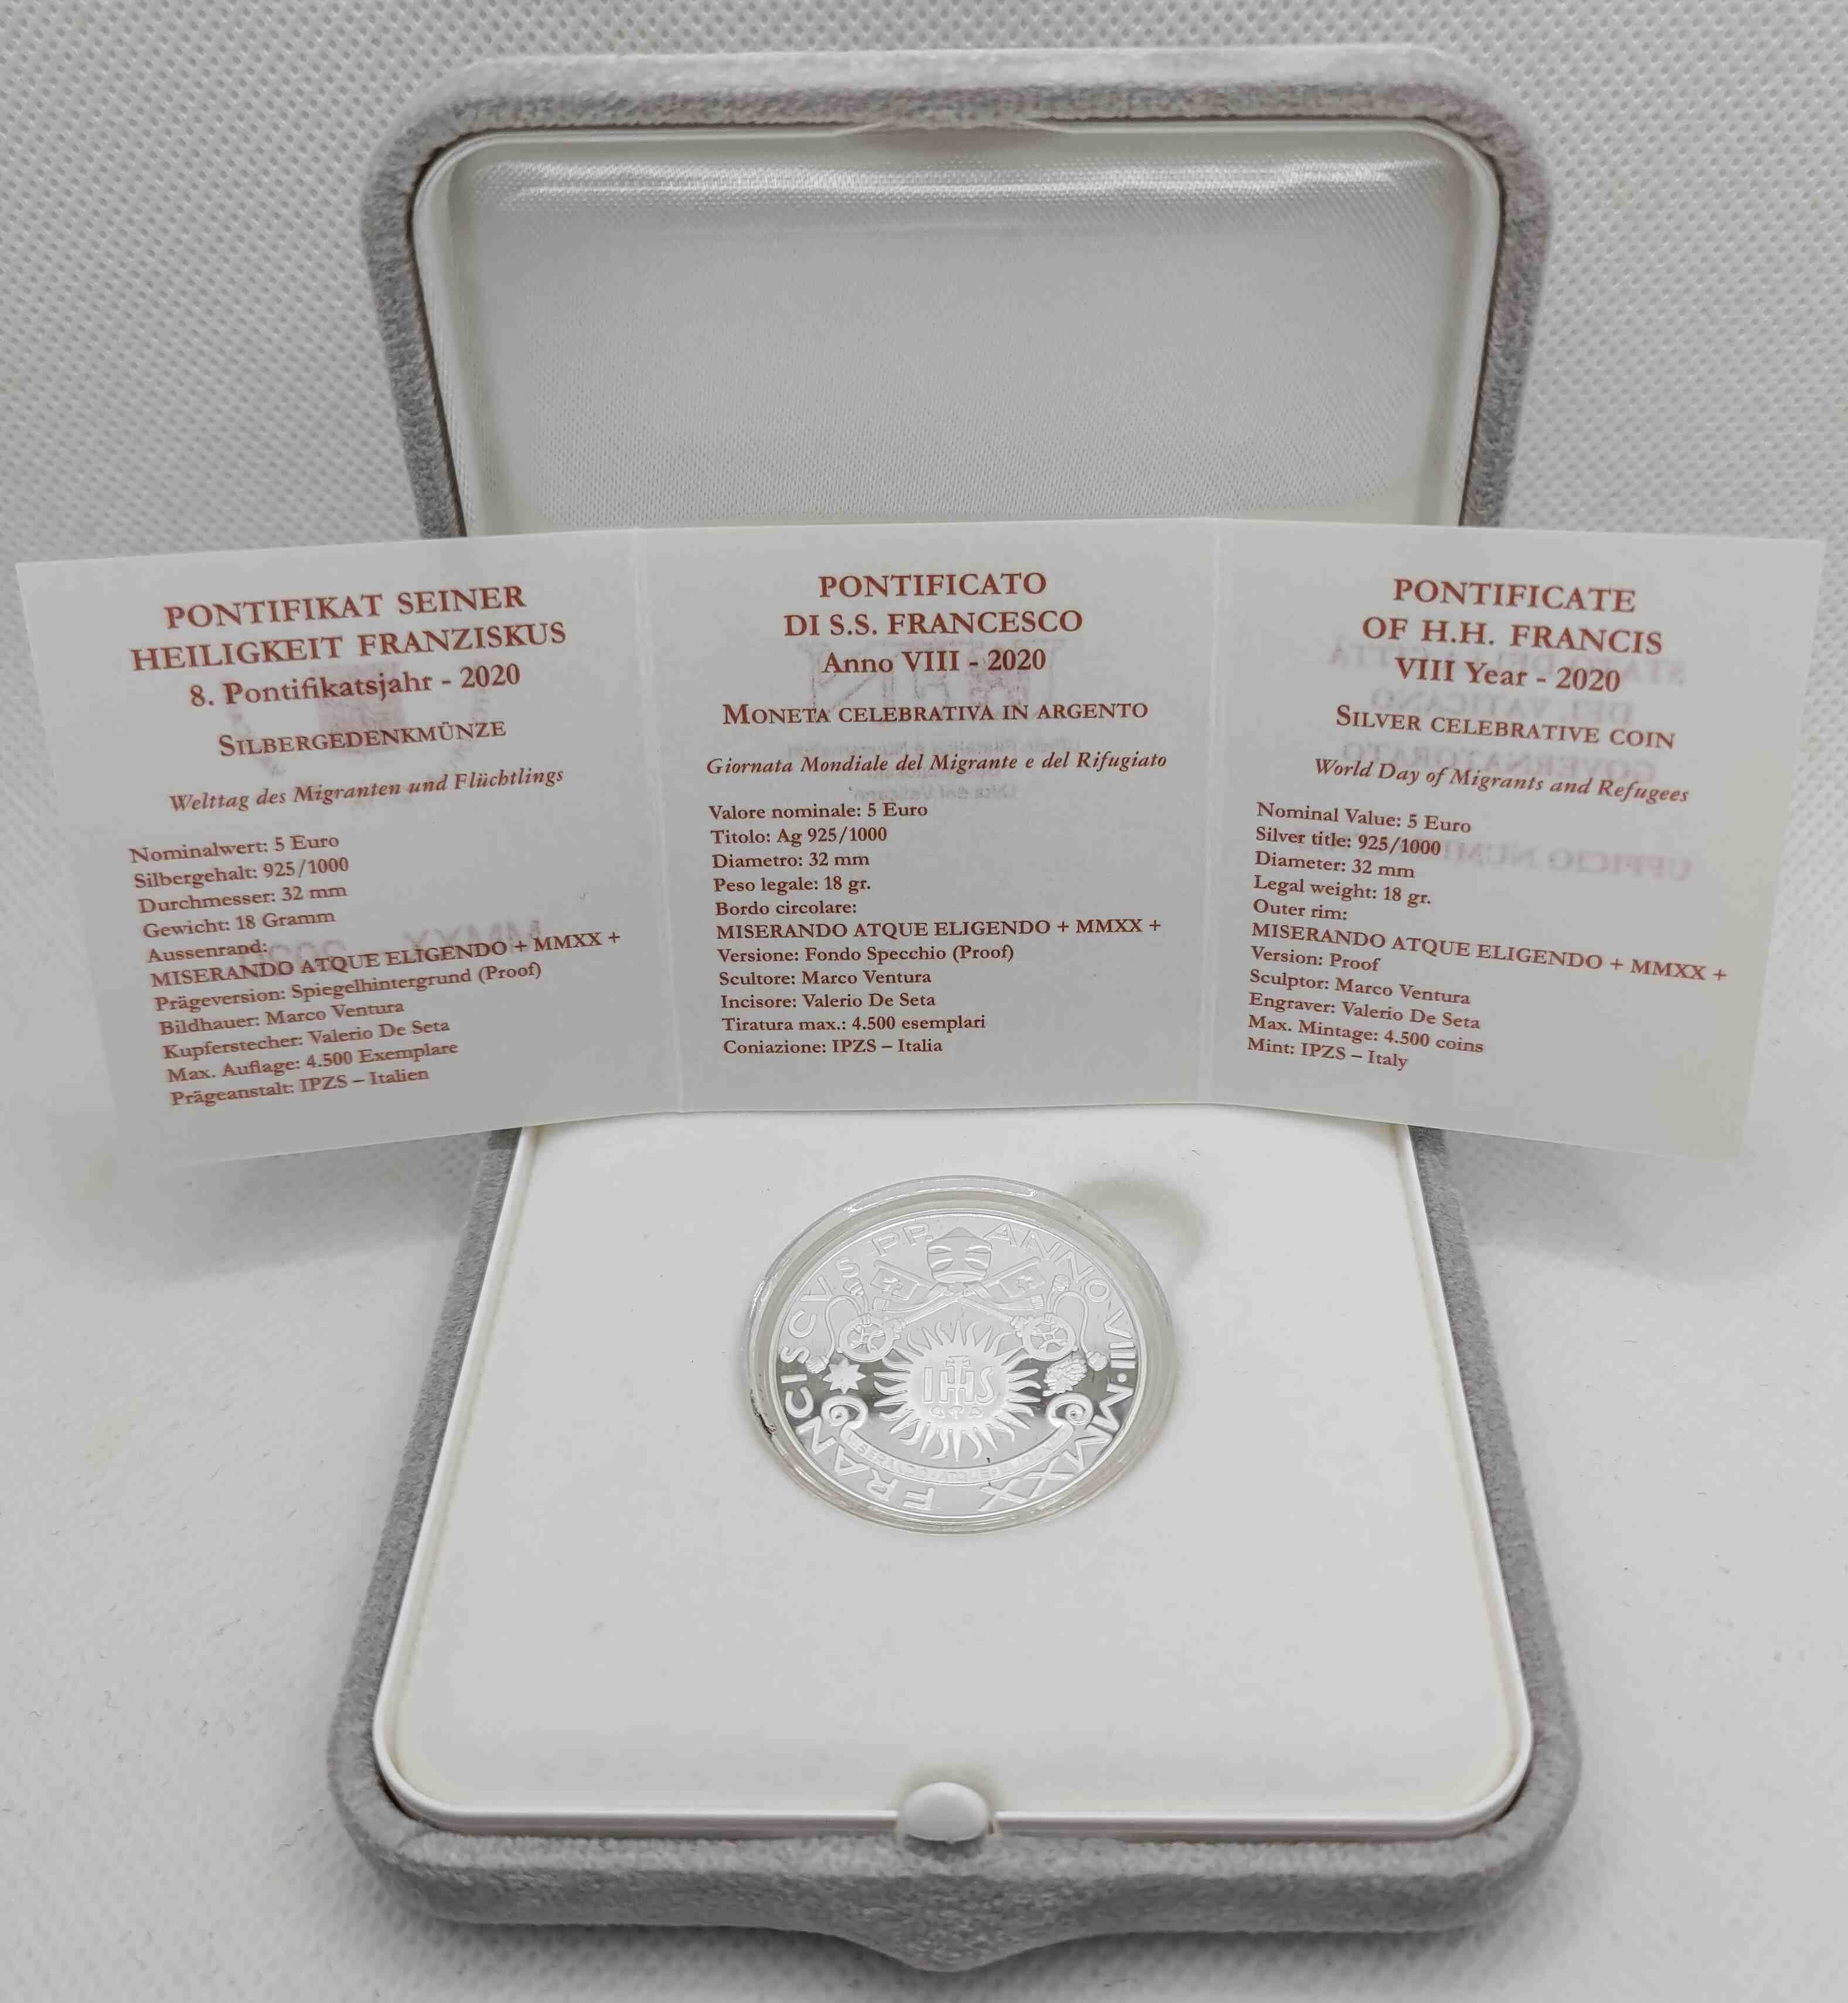 PONTIFIKAT SEINER
HEILIGKEIT FRANZISKUS
8. Pontifikatsjahr - 2020
SILBERGEDENKMÜNZE
Welttag des Migranten und Flüchtlings
Nominalwert: 5 Euro
Silbergehalt: 925/1000
Durchmesser: 32 mm
Gewicht: 18 Gramm
Aussenrand:
MISERANDO ATQUE ELIGENDO + MMXX +
Prägeversion: Spiegelhintergrund (Proof)
Bildhauer: Marco Ventura
Kupferstecher: Valerio De Seta
Max. Auflage: 4.500 Exemplare
Prägeanstalt: IPZS – Italien
PONTIFICATO
DI S.S. FRANCESCO
Anno VIII - 2020
MONETA CELEBRATIVA IN ARGENTO
Giornata Mondiale del Migrante e del Rifugiato
Valore nominale: 5 Euro
Titolo: Ag 925/1000
Diametro: 32 mm
Peso legale: 18 gr.
Bordo circolare:
MISERANDO ATQUE ELIGENDO + MMXX +
Versione: Fondo Specchio (Proof)
Scultore: Marco Ventura
Incisore: Valerio De Seta
Tiratura max.: 4.500 esemplari
Coniazione: IPZS – Italia
PONTIFICATE
OF H.H. FRANCIS
VIII Year - 2020
SILVER CELEBRATIVE COIN
World Day of Migrants and Refugees
Nominal Value: 5 Euro
Silver title: 925/1000
Diameter: 32 mm
Legal weight: 18 gr.
Outer rim:
MISERANDO ATQUE ELIGENDO + MMXX +
Version: Proof
Sculptor: Marco Ventura
Engraver: Valerio De Seta
Max. Mintage: 4.500 coins
Mint: IPZS – Italy
FRANCISCVS PP. ANNO VIII · MMXX
IHS
ATQUE